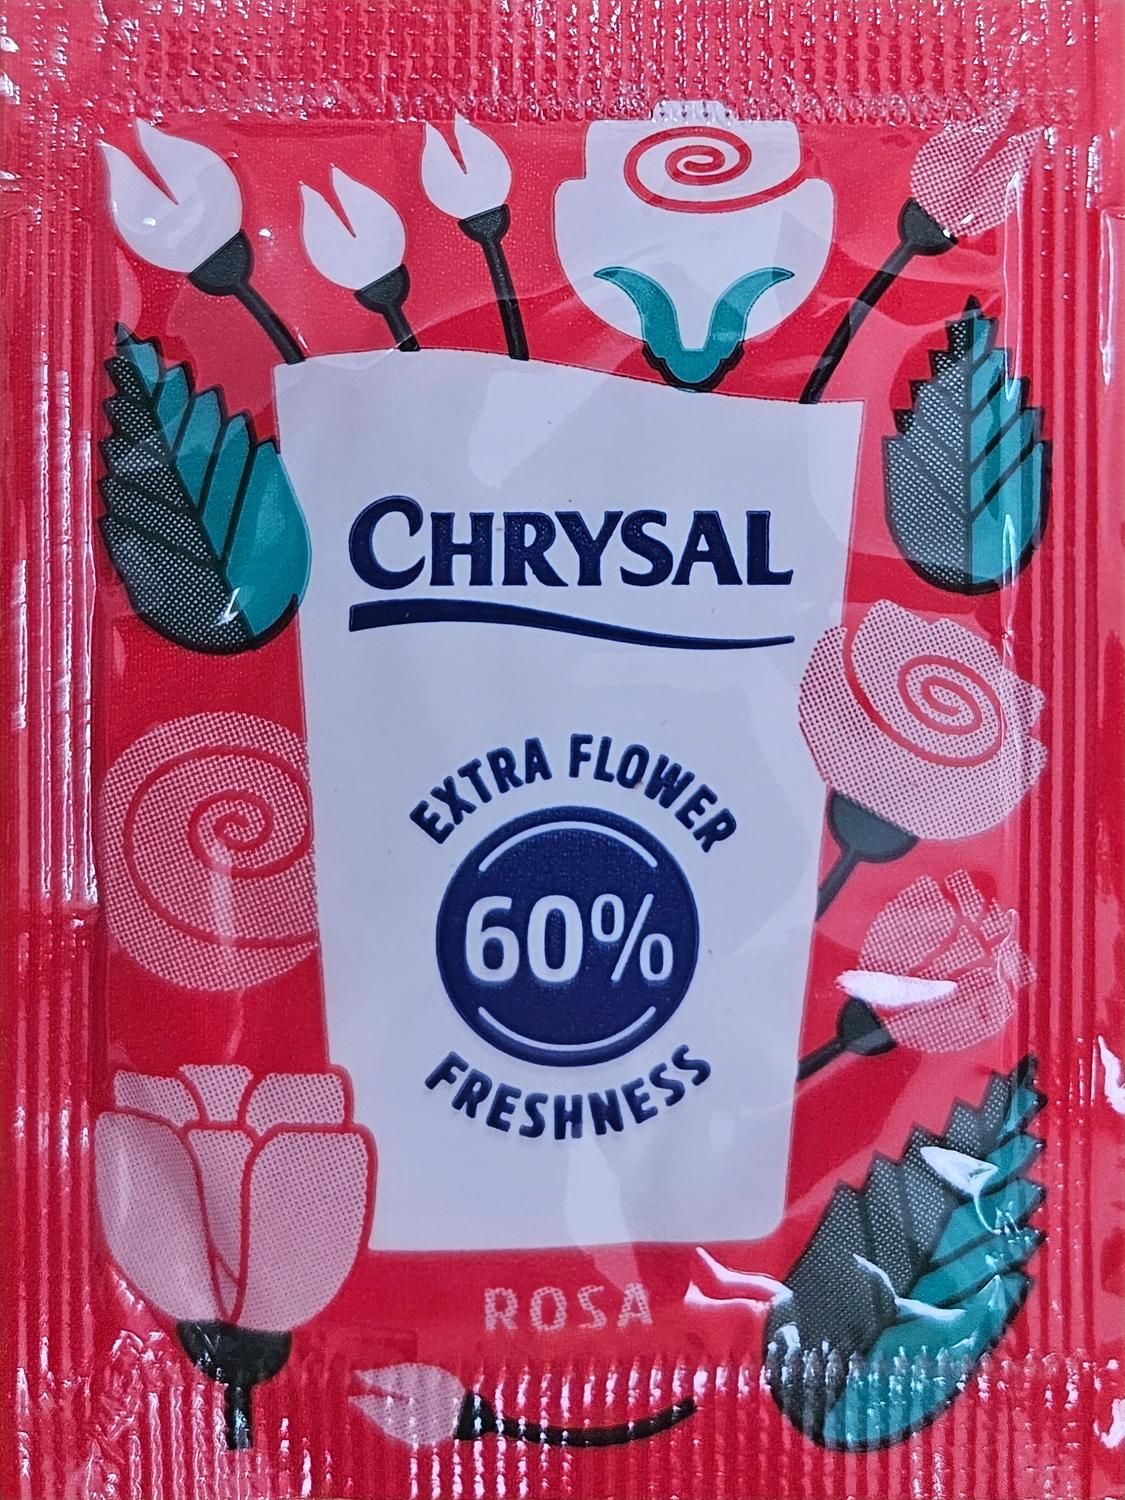 CHRYSAL
EXTRA FLOWER
60%
FRESHNESS
ROSA